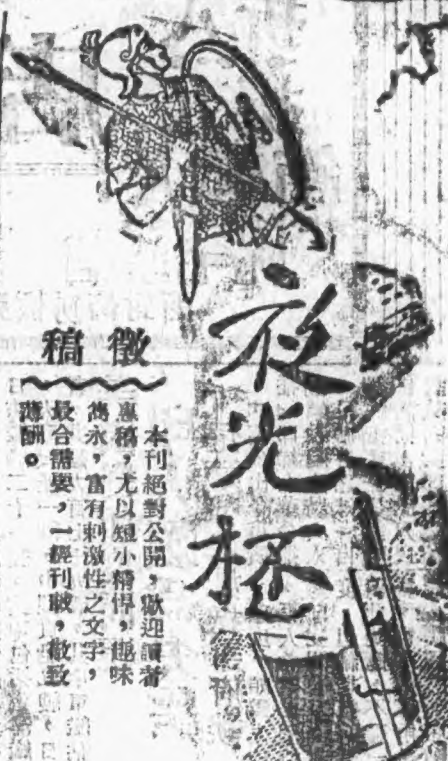 夜光杯
徵稿
本刊絕對公開,歡迎讀者
惠稿,尤以短小精悍,趣味
雋永,富有刺激性之文字,
最合需要,一經刊載,敬致
薄酬。